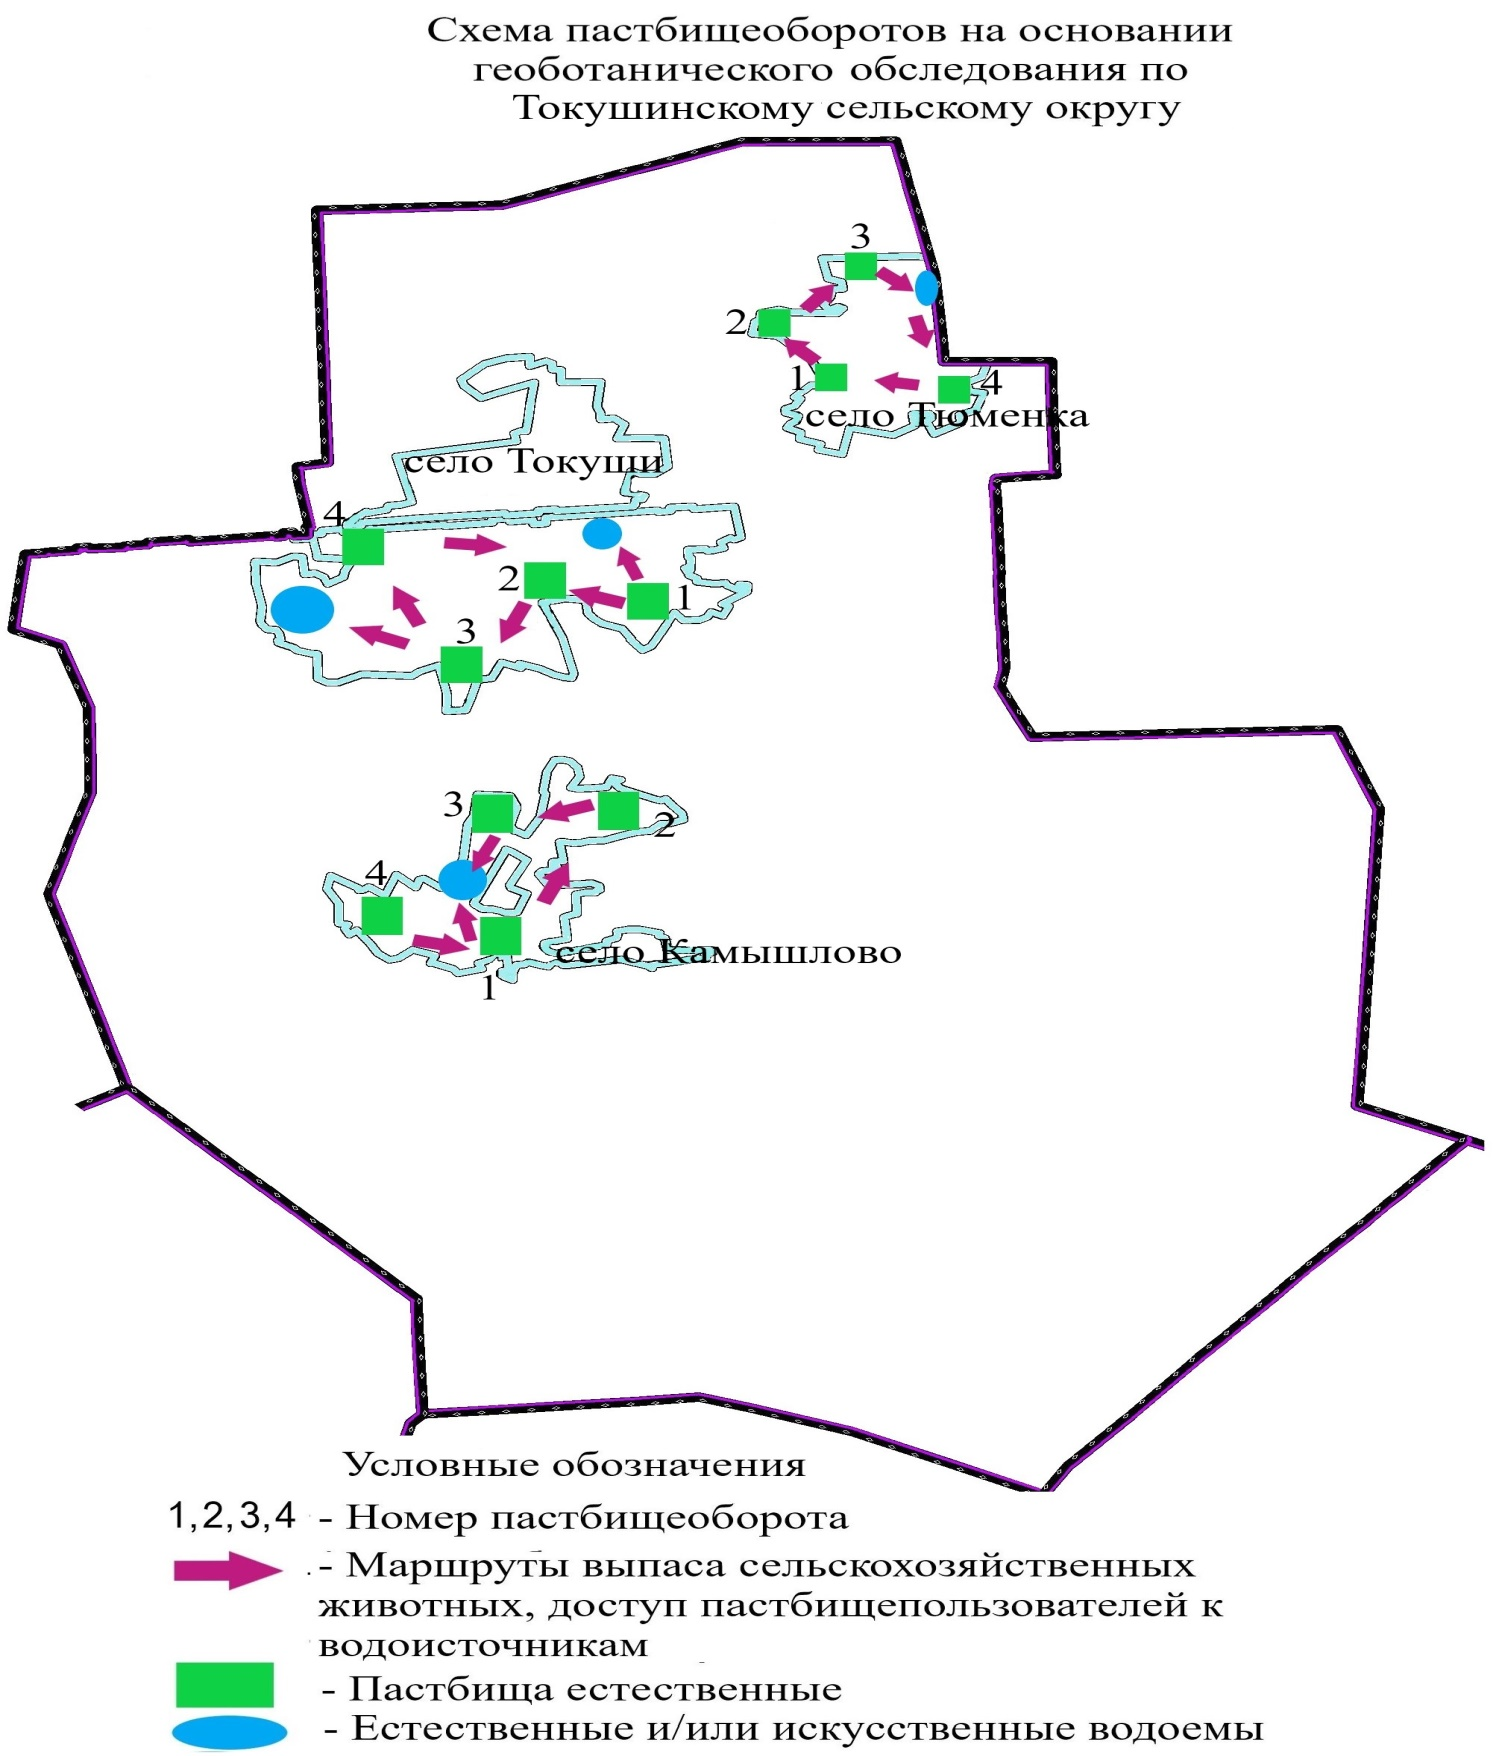 Схема пастбищеоборотов на основании
геоботанического обследования по
Токушинскому сельскому округу
3
2
1
4
село Тюменка
село Токуши
4
2
1
3
3
2
4
село Камышлово
1
Условные обозначения
1,2,3,4 - Номер пастбищеоборота
- Маршруты выпаса сельскохозяйственных
животных, доступ пастбищепользователей к
водоисточникам
- Пастбища естественные
- Естественные и/или искусственные водоемы